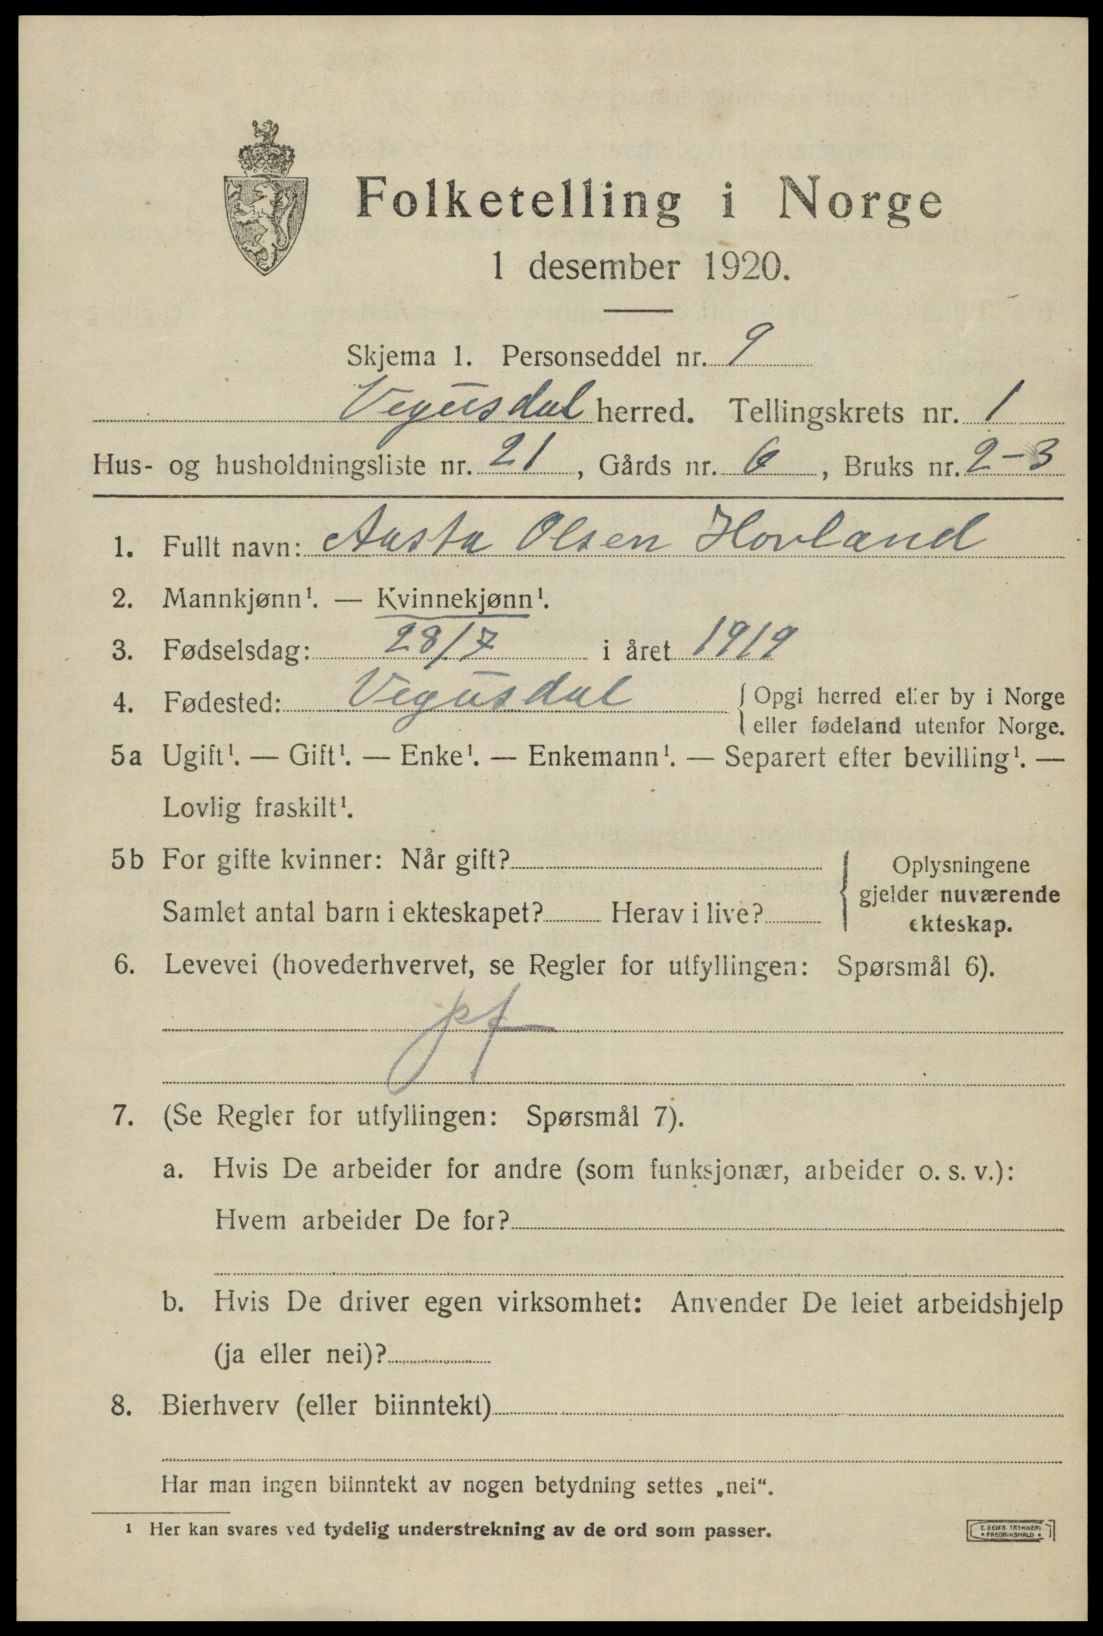 Folketelling i Norge
1 desember 1920.
Skjema 1. Personseddel nr. 9
Vegusdal herred. Tellingskrets nr. 1
Hus- og husholdningsliste nr. 21, Gårds nr. 6, Bruks nr. 2-3
1. Fullt navn: Aasta Olsen Hovland
2. Mannkjønn¹. — Kvinnekjønn¹.
3. Fødselsdag: 28/7 i året 1919
4. Fødested: Vegusdal { Opgi herred eller by i Norge
eller fødeland utenfor Norge.
5a Ugift¹. — Gift¹. — Enke¹. — Enkemann¹. — Separert efter bevilling¹. —
Lovlig fraskilt¹.
5b For gifte kvinner: Når gift?
Samlet antal barn i ekteskapet? Herav i live?
{ Oplysningene
gjelder nuværende
ekteskap.
6. Levevei (hovederhvervet, se Regler for utfyllingen: Spørsmål 6).
pf
7. (Se Regler for utfyllingen: Spørsmål 7).
a. Hvis De arbeider for andre (som funksjonær, arbeider o. s. v.):
Hvem arbeider De for?
b. Hvis De driver egen virksomhet: Anvender De leiet arbeidshjelp
(ja eller nei)?
8. Bierhverv (eller biinntekt)
Har man ingen biinntekt av nogen betydning settes „nei“.
¹ Her kan svares ved tydelig understrekning av de ord som passer.
E. SEMS TRYKKERI
• FREDRIKSHALD •